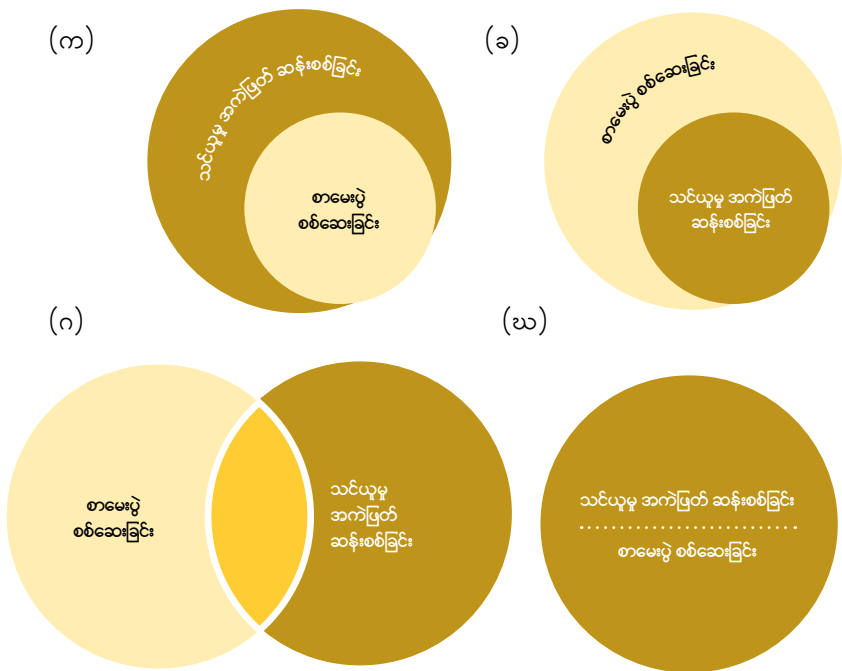 (က)
သင်ယူမှု အကဲဖြတ် ဆန်းစစ်ခြင်း
စာမေးပွဲ
စစ်ဆေးခြင်း
(ခ)
စာမေးပွဲ စစ်ဆေးခြင်း
သင်ယူမှု အကဲဖြတ်
ဆန်းစစ်ခြင်း
(ဂ)
စာမေးပွဲ
စစ်ဆေးခြင်း
သင်ယူမှု
အကဲဖြတ်
ဆန်းစစ်ခြင်း
(ဃ)
သင်ယူမှု အကဲဖြတ် ဆန်းစစ်ခြင်း
စာမေးပွဲ စစ်ဆေးခြင်း